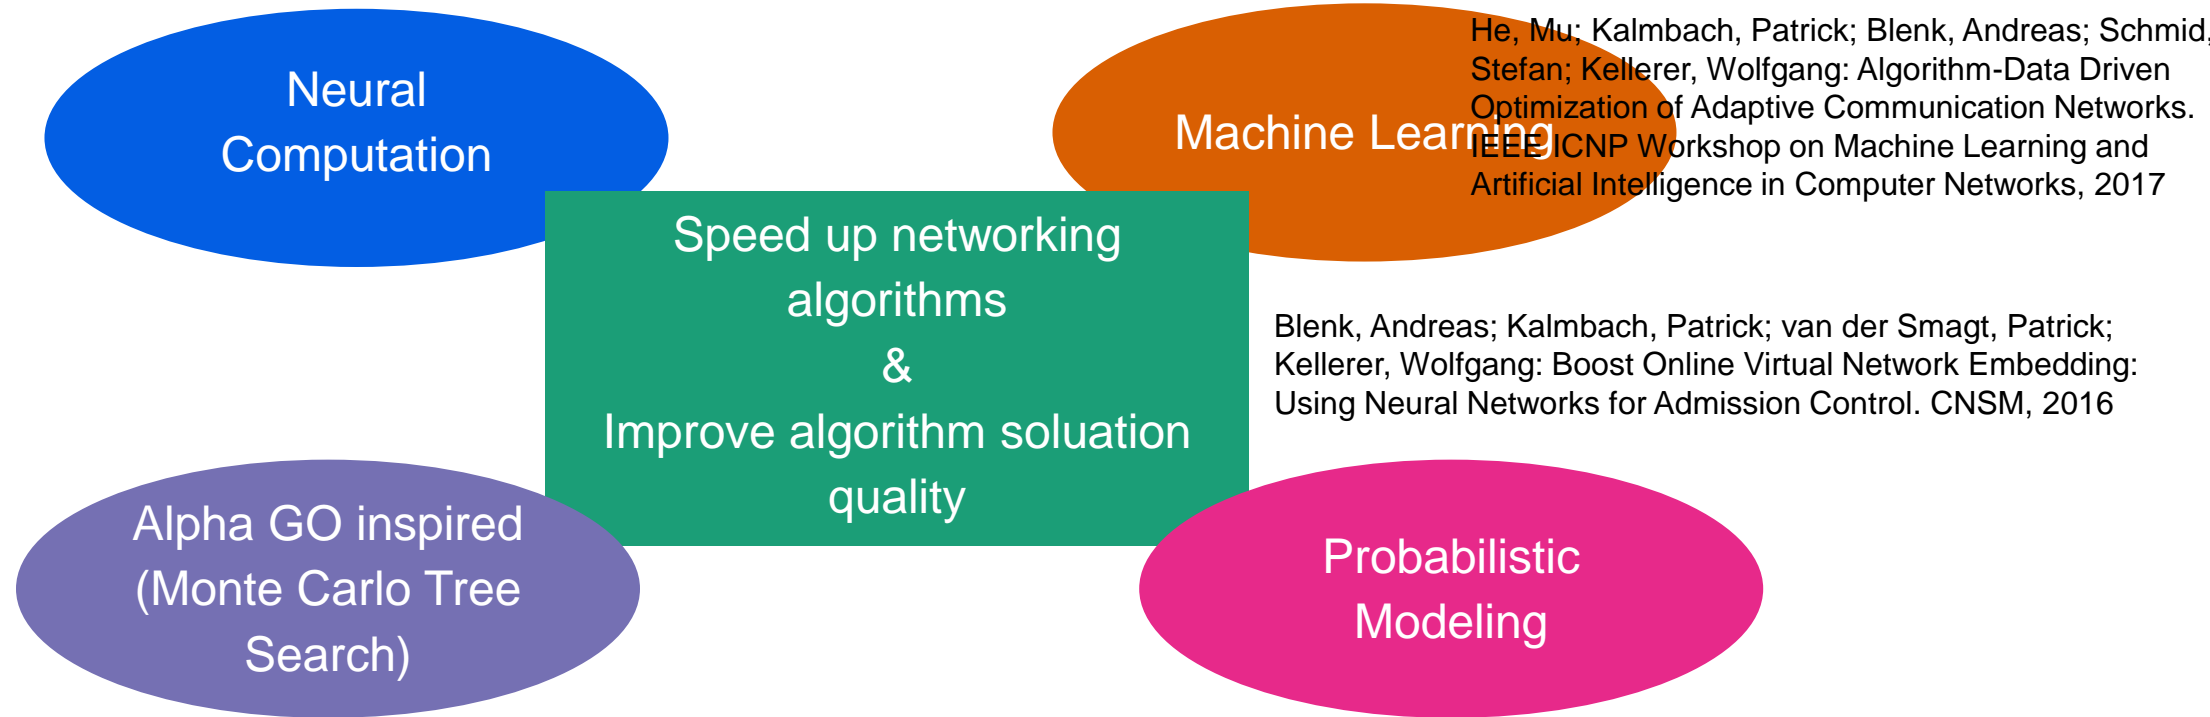 Neural
Computation
Machine Learning
He, Mu; Kalmbach, Patrick; Blenk, Andreas; Schmid,
Stefan; Kellerer, Wolfgang: Algorithm-Data Driven
Optimization of Adaptive Communication Networks.
IEEE ICNP Workshop on Machine Learning and
Artificial Intelligence in Computer Networks, 2017
Speed up networking
algorithms
&
Improve algorithm soluation
quality
Blenk, Andreas; Kalmbach, Patrick; van der Smagt, Patrick;
Kellerer, Wolfgang: Boost Online Virtual Network Embedding:
Using Neural Networks for Admission Control. CNSM, 2016
Alpha GO inspired
(Monte Carlo Tree
Search)
Probabilistic
Modeling